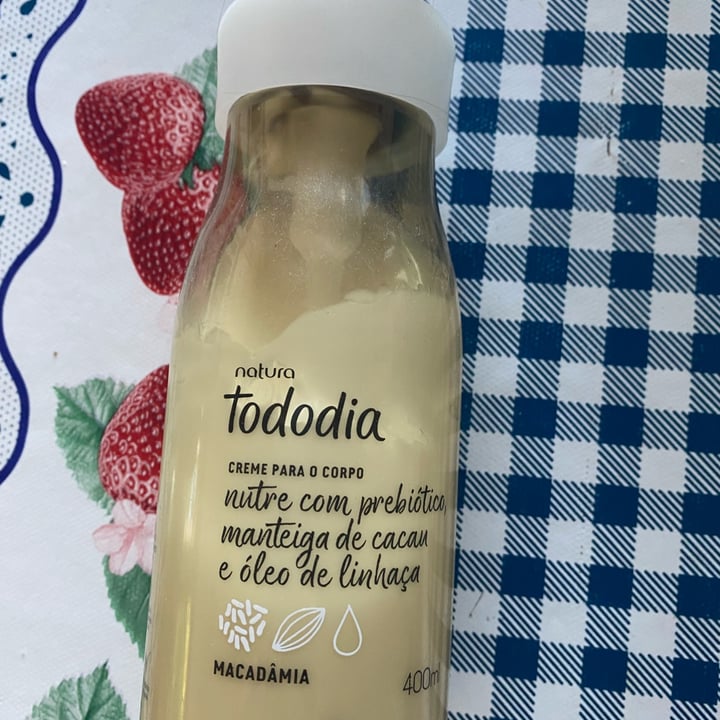 natura
tododia
CREME PARA O CORPO
nutre com prebiótico,
manteiga de cacau
e óleo de linhaça
MACADÂMIA
400ml